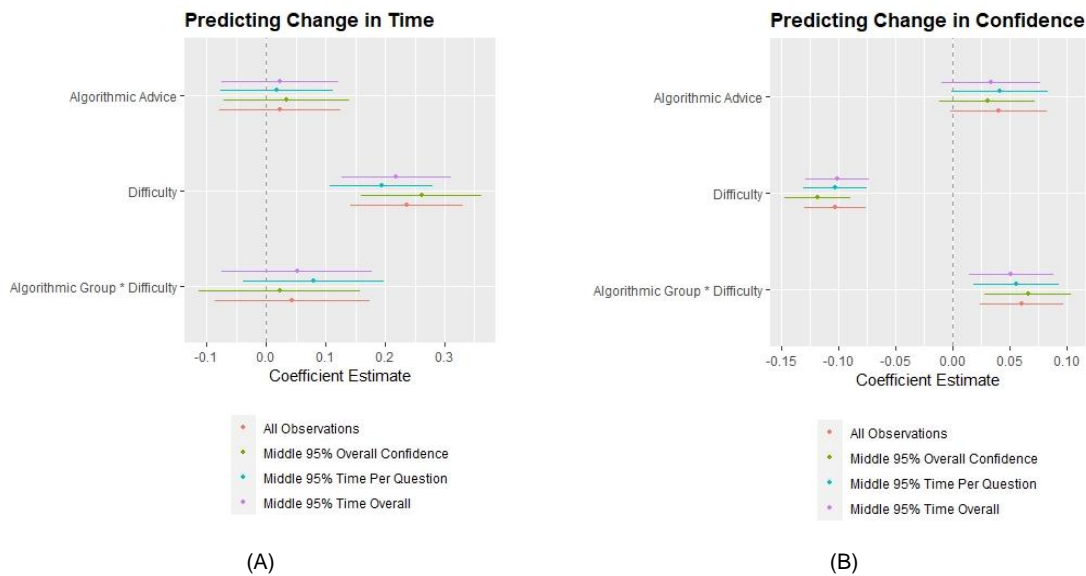 Predicting Change in Time
Algorithmic Advice
Difficulty
Algorithmic Group * Difficulty
-0.1 0.0 0.1 0.2 0.3
Coefficient Estimate
All Observations
Middle 95% Overall Confidence
Middle 95% Time Per Question
Middle 95% Time Overall
(A)
Predicting Change in Confidence
Algorithmic Advice
Difficulty
Algorithmic Group * Difficulty
-0.15 -0.10 -0.05 0.00 0.05 0.10
Coefficient Estimate
All Observations
Middle 95% Overall Confidence
Middle 95% Time Per Question
Middle 95% Time Overall
(B)